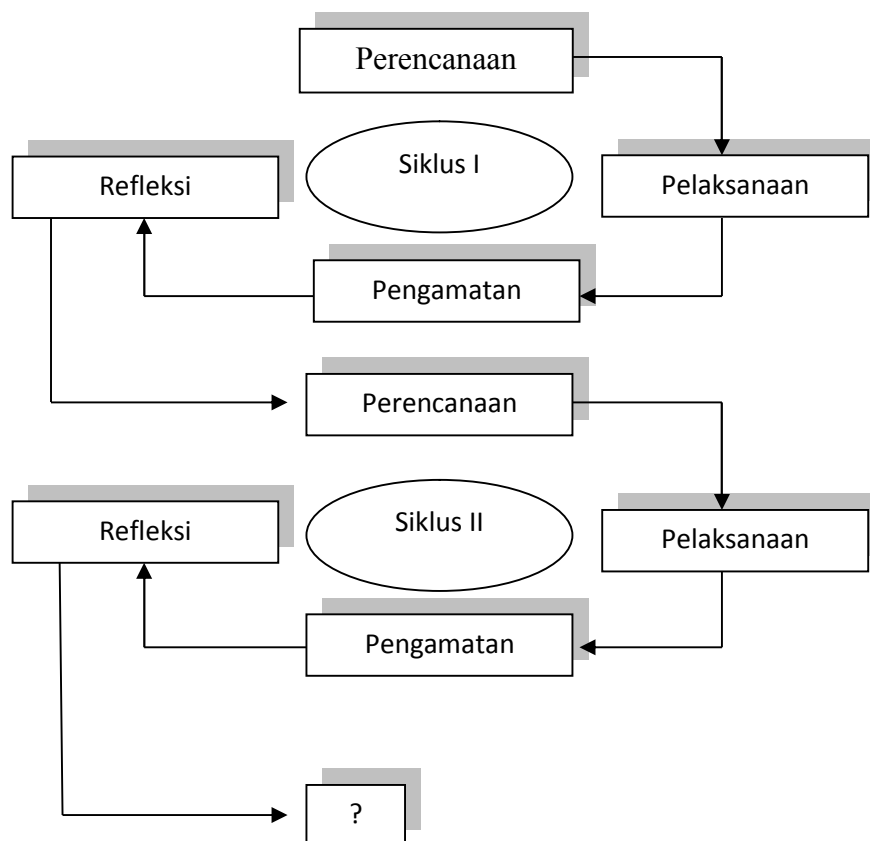 Perencanaan
Siklus I
Refleksi
Pelaksanaan
Pengamatan
Perencanaan
Siklus II
Refleksi
Pelaksanaan
Pengamatan
?